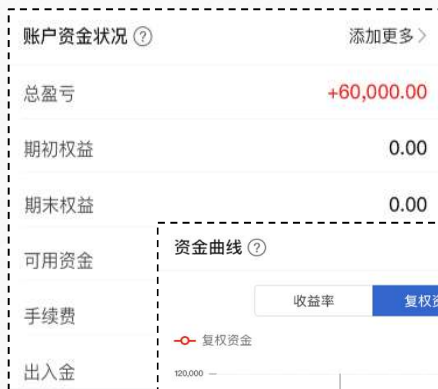 账户资金状况 ?
添加更多 >
总盈亏 +60,000.00
期初权益 0.00
期末权益 0.00
可用资金
手续费
出入金
资金曲线 ?
收益率 复权资
复权资金
120,000